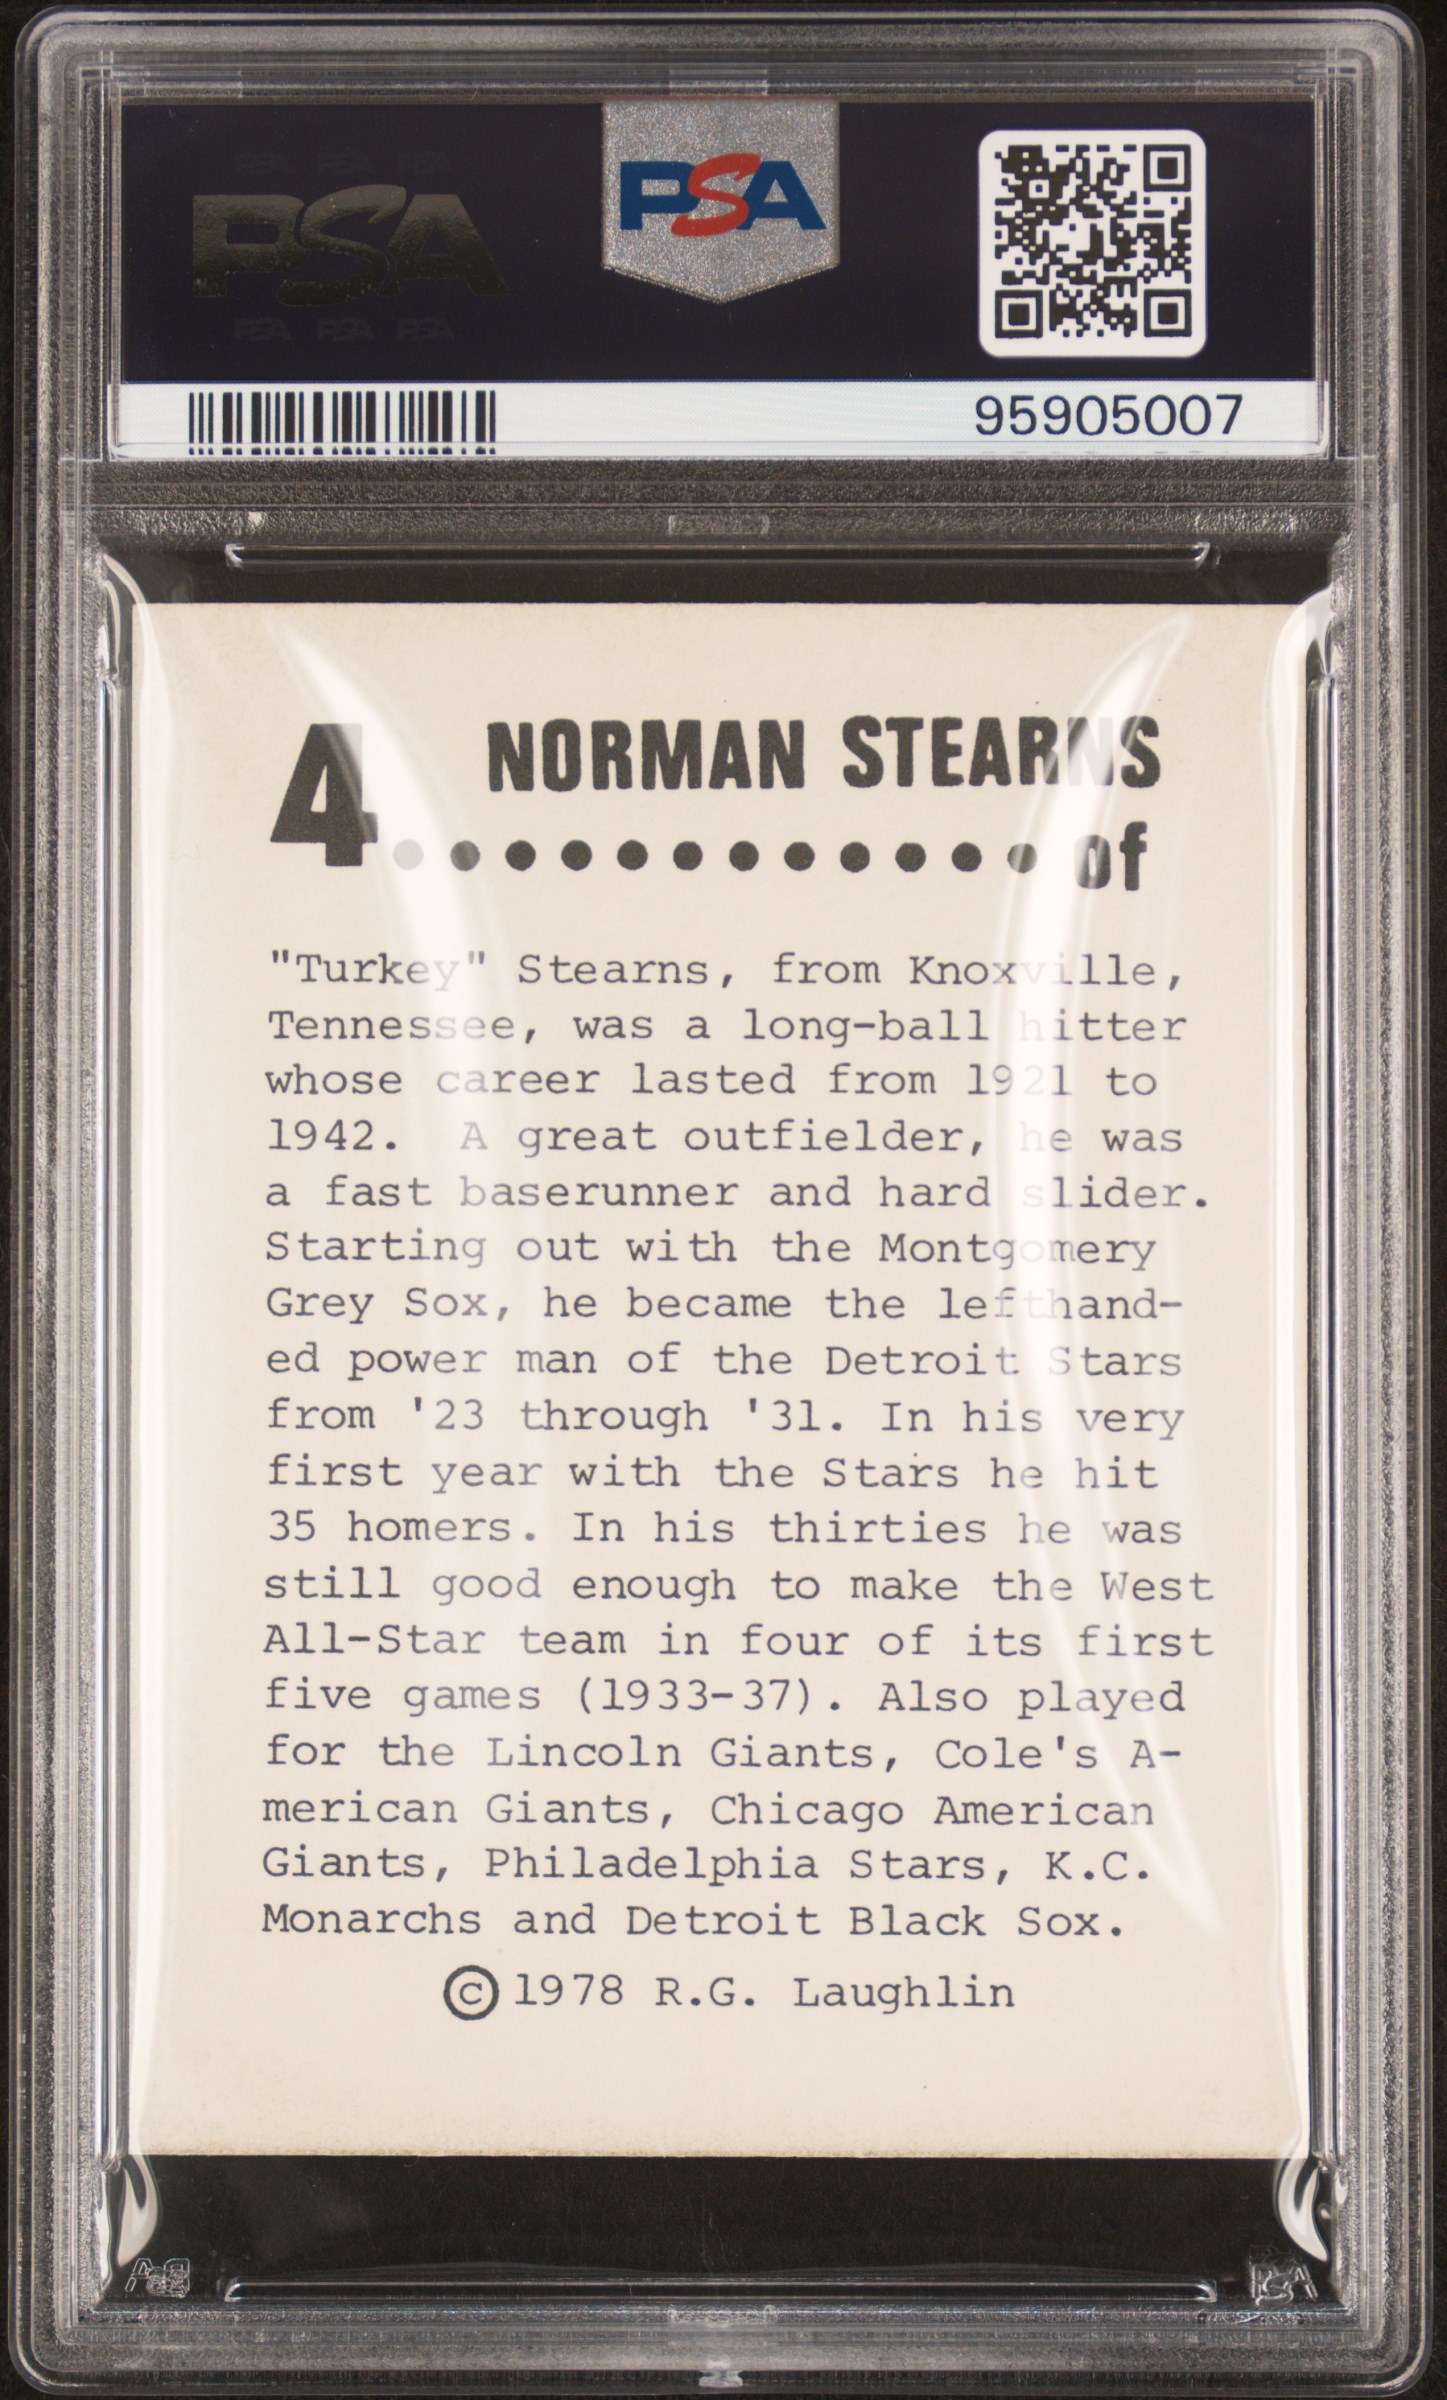 PSA
PSA
95905007
4 NORMAN STEARNS
of
"Turkey" Stearns, from Knoxville,
Tennessee, was a long-ball hitter
whose career lasted from 1921 to
1942. A great outfielder, he was
a fast baserunner and hard slider.
Starting out with the Montgomery
Grey Sox, he became the lefthand-
ed power man of the Detroit Stars
from '23 through '31. In his very
first year with the Stars he hit
35 homers. In his thirties he was
still good enough to make the West
All-Star team in four of its first
five games (1933-37). Also played
for the Lincoln Giants, Cole's A-
merican Giants, Chicago American
Giants, Philadelphia Stars, K.C.
Monarchs and Detroit Black Sox.
©1978 R.G. Laughlin
PSA